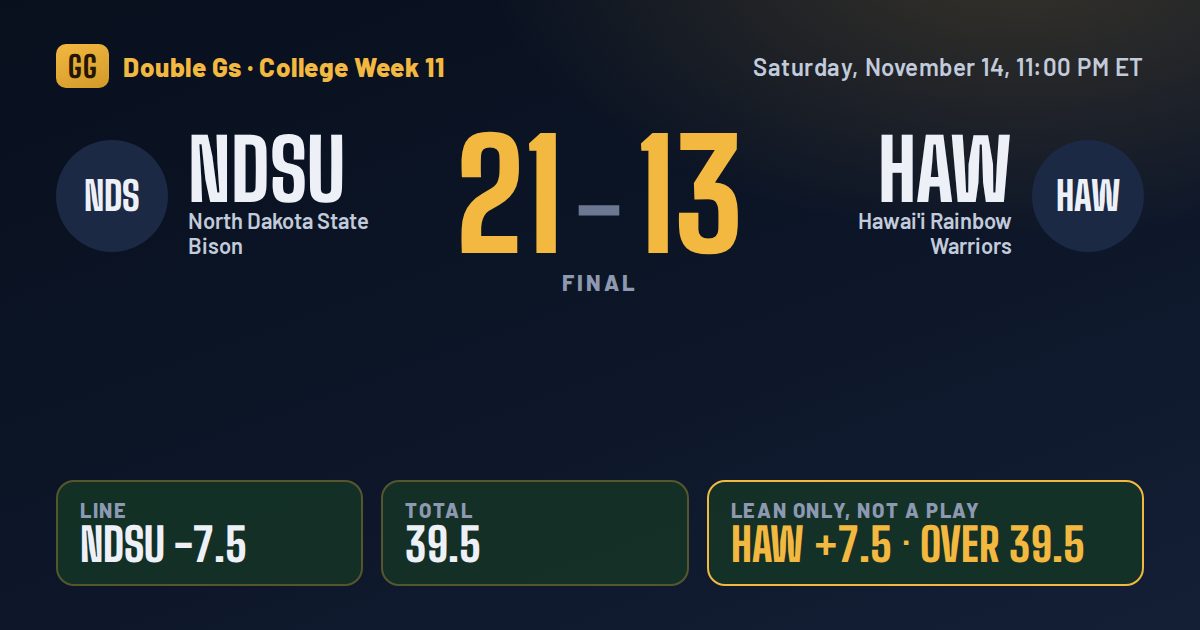 GG Double Gs · College Week 11
Saturday, November 14, 11:00 PM ET
NDS
NDSU
North Dakota State
Bison
21 – 13
FINAL
HAW
Hawai'i Rainbow
Warriors
HAW
LINE
NDSU −7.5
TOTAL
39.5
LEAN ONLY, NOT A PLAY
HAW +7.5 · OVER 39.5